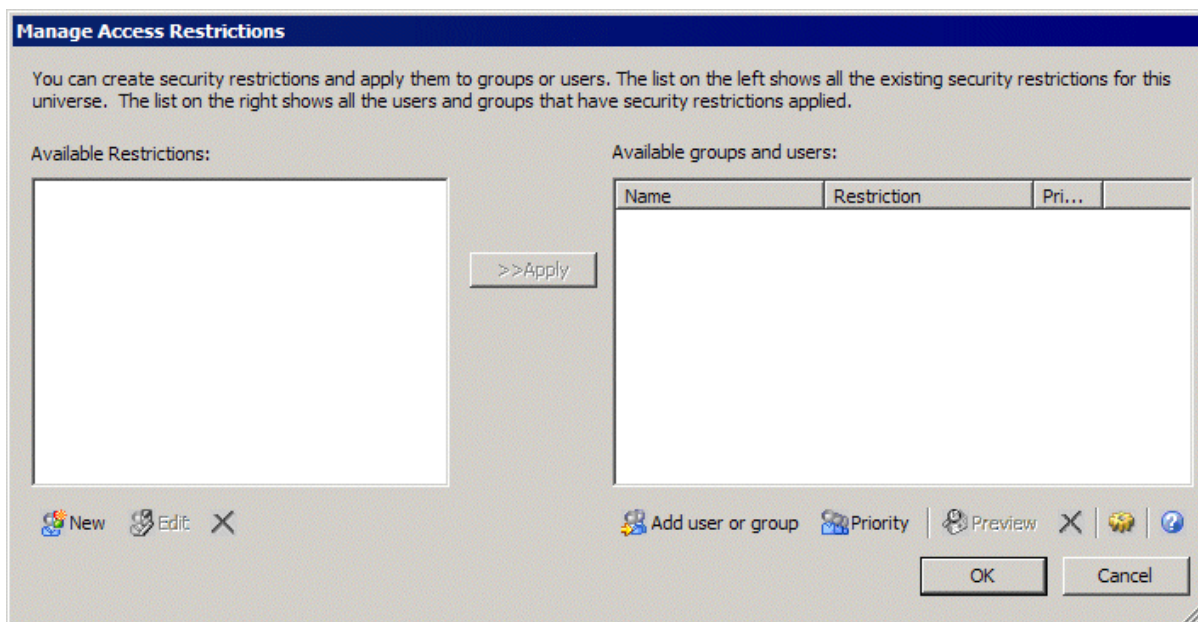 Manage Access Restrictions
You can create security restrictions and apply them to groups or users. The list on the left shows all the existing security restrictions for this
universe.  The list on the right shows all the users and groups that have security restrictions applied.
Available Restrictions:
Available groups and users:
Name Restriction Pri...
>>Apply
New Edit
Add user or group Priority Preview
OK Cancel